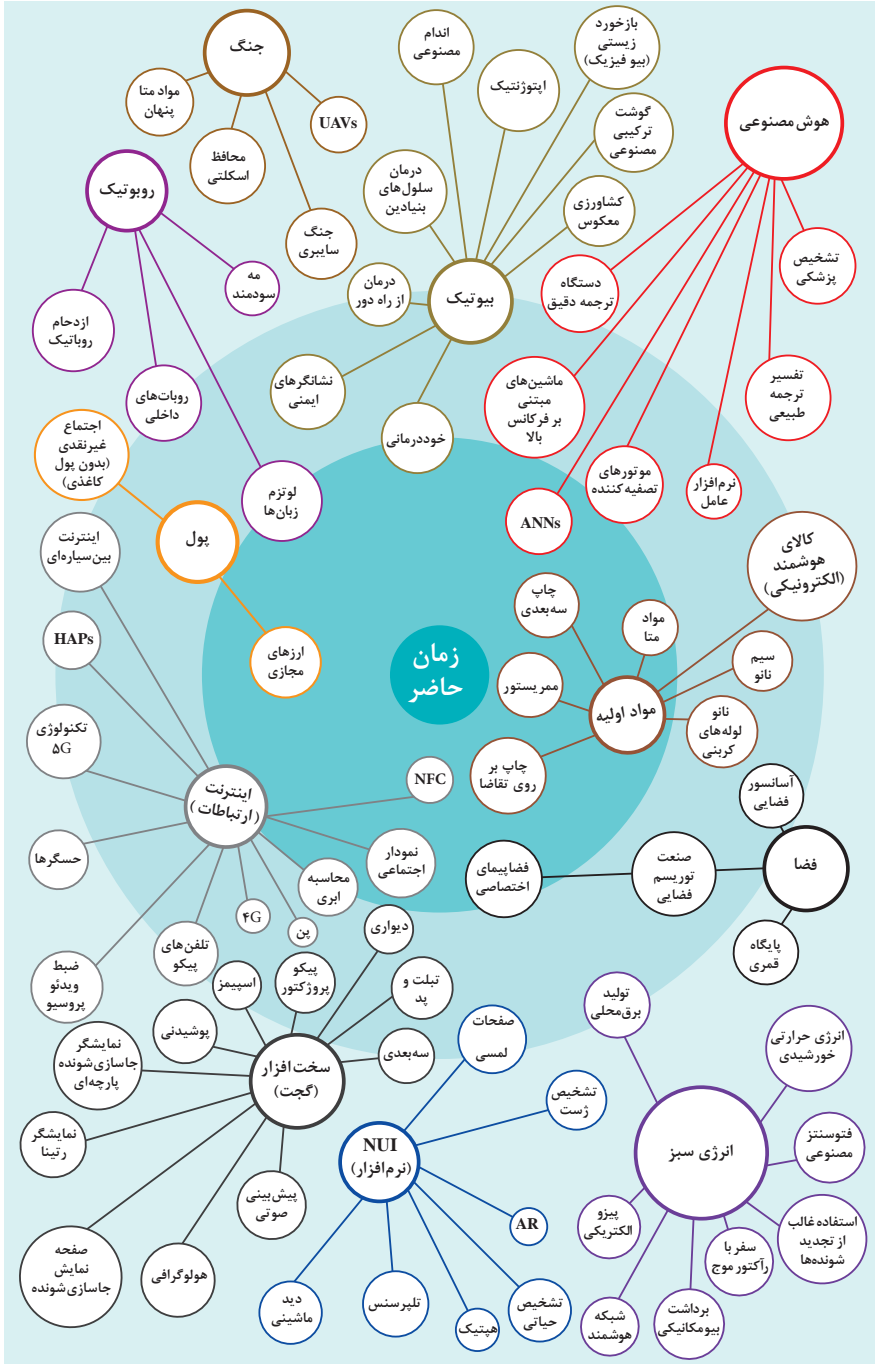 جنگ
مواد متا
پنهان
محافظ
اسکلتی
جنگ
سایبری
UAVs
روبوتیک
ازدحام
روباتیک
روبات‌های
داخلی
لوتزم
زبان‌ها
مه
سودمند
بیوتیک
اندام
مصنوعی
اپتوژنتیک
بازخورد
زیستی
(بیو فیزیک)
گوشت
ترکیبی
مصنوعی
کشاورزی
معکوس
درمان
سلول‌های
بنیادین
درمان
از راه دور
نشانگرهای
ایمنی
خوددرمانی
هوش مصنوعی
تشخیص
پزشکی
تفسیر
ترجمه
طبیعی
نرم‌افزار
عامل
موتورهای
تصفیه‌کننده
ANNs
ماشین‌های
مبتنی
بر فرکانس
بالا
دستگاه
ترجمه دقیق
پول
اجتماع
غیرنقدی
(بدون پول
کاغذی)
ارزهای
مجازی
زمان
حاضر
مواد اولیه
چاپ
سه‌بعدی
مواد
متا
کالای
هوشمند
(الکترونیکی)
سیم
نانو
نانو
لوله‌های
کربنی
ممریستور
چاپ بر
روی تقاضا
اینترنت
(ارتباطات)
اینترنت
بین‌سیاره‌ای
HAPs
تکنولوژی
۵G
حسگرها
ضبط
ویدئو
پروسیو
تلفن‌های
پیکو
۴G
پن
محاسبه
ابری
نمودار
اجتماعی
NFC
فضا
آسانسور
فضایی
صنعت
توریسم
فضایی
فضاپیمای
اختصاصی
پایگاه
قمری
سخت‌افزار
(گجت)
دیواری
پیکو
پروژکتور
اسپیمز
تبلت و
پد
پوشیدنی
سه‌بعدی
نمایشگر
جاسازی‌شونده
پارچه‌ای
نمایشگر
رتینا
صفحه
نمایش
جاسازی‌شونده
هولوگرافی
پیش‌بینی
صوتی
NUI
(نرم‌افزار)
صفحات
لمسی
تشخیص
ژست
AR
تشخیص
حیاتی
هپتیک
تلپرسنس
دید
ماشینی
انرژی سبز
تولید
برق‌محلی
انرژی حرارتی
خورشیدی
فتوسنتز
مصنوعی
استفاده غالب
از تجدید
شونده‌ها
سفر با
رآکتور موج
برداشت
بیومکانیکی
شبکه
هوشمند
پیزو
الکتریکی